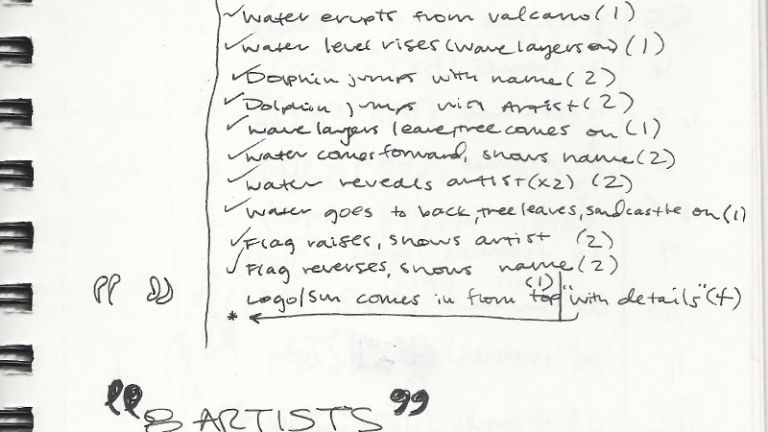 ✓water erupts from valcano(1)
✓water level rises(wave layers on)(1)
✓Dolphin jumps with name(2)
✓Dolphin jumps with Artist(2)
✓wave layers leave,tree comes on(1)
✓water comes forward, shows name(2)
✓water reveals artist(x2) (2)
✓water goes to back,tree leaves,sandcastle on(1)
✓Flag raises, shows artist (2)
✓Flag reverses, shows name(2)
Logo/sun comes in from top (1) "with details"(4)
*
"8 ARTISTS"